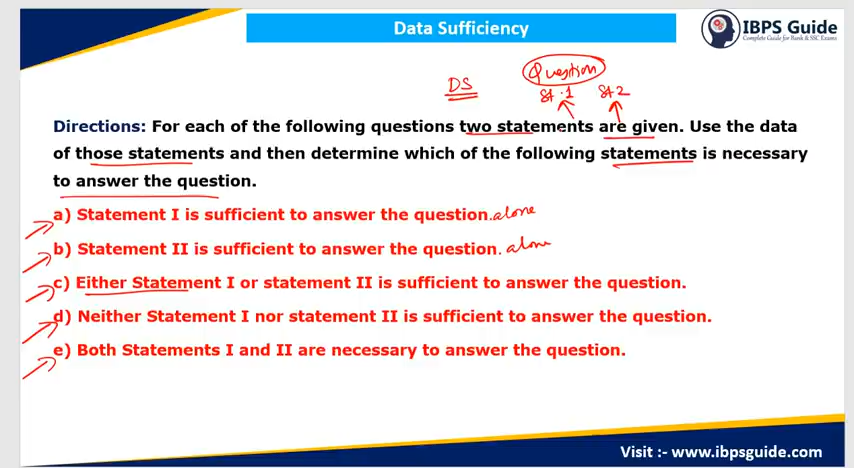 Data Sufficiency
IBPS Guide
Complete Guide for Bank & SSC Exams
Question
DS
St.1 St 2
Directions: For each of the following questions two statements are given. Use the data
of those statements and then determine which of the following statements is necessary
to answer the question.
a) Statement I is sufficient to answer the question. alone
b) Statement II is sufficient to answer the question. alone
c) Either Statement I or statement II is sufficient to answer the question.
d) Neither Statement I nor statement II is sufficient to answer the question.
e) Both Statements I and II are necessary to answer the question.
Visit :- www.ibpsguide.com